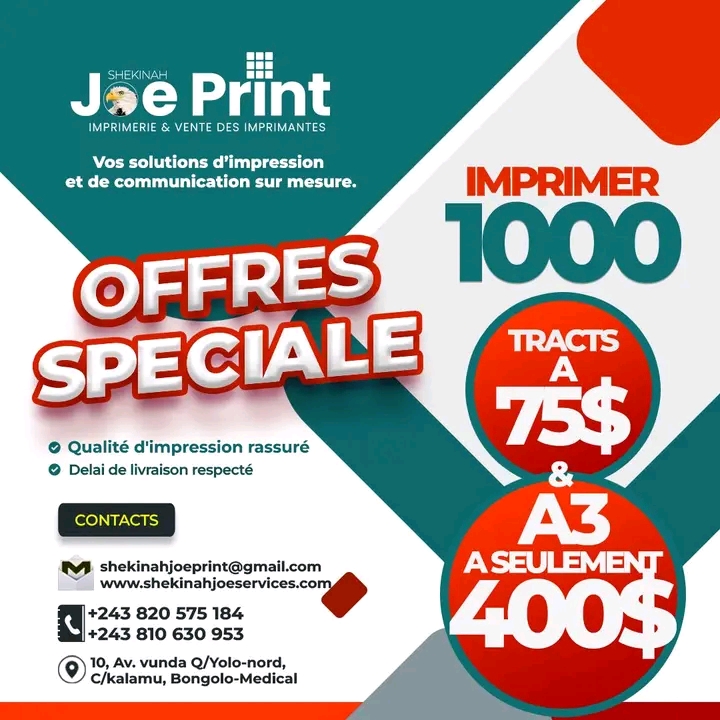 SHEKINAH
Joe Print
IMPRIMERIE & VENTE DES IMPRIMANTES
Vos solutions d'impression
et de communication sur mesure.
IMPRIMER
1000
OFFRES
SPECIALE
TRACTS
A
75$
&
A3
A SEULEMENT
400$
Qualité d'impression rassuré
Delai de livraison respecté
CONTACTS
shekinahjoeprint@gmail.com
www.shekinahjoeservices.com
+243 820 575 184
+243 810 630 953
10, Av. vunda Q/Yolo-nord,
C/kalamu, Bongolo-Medical